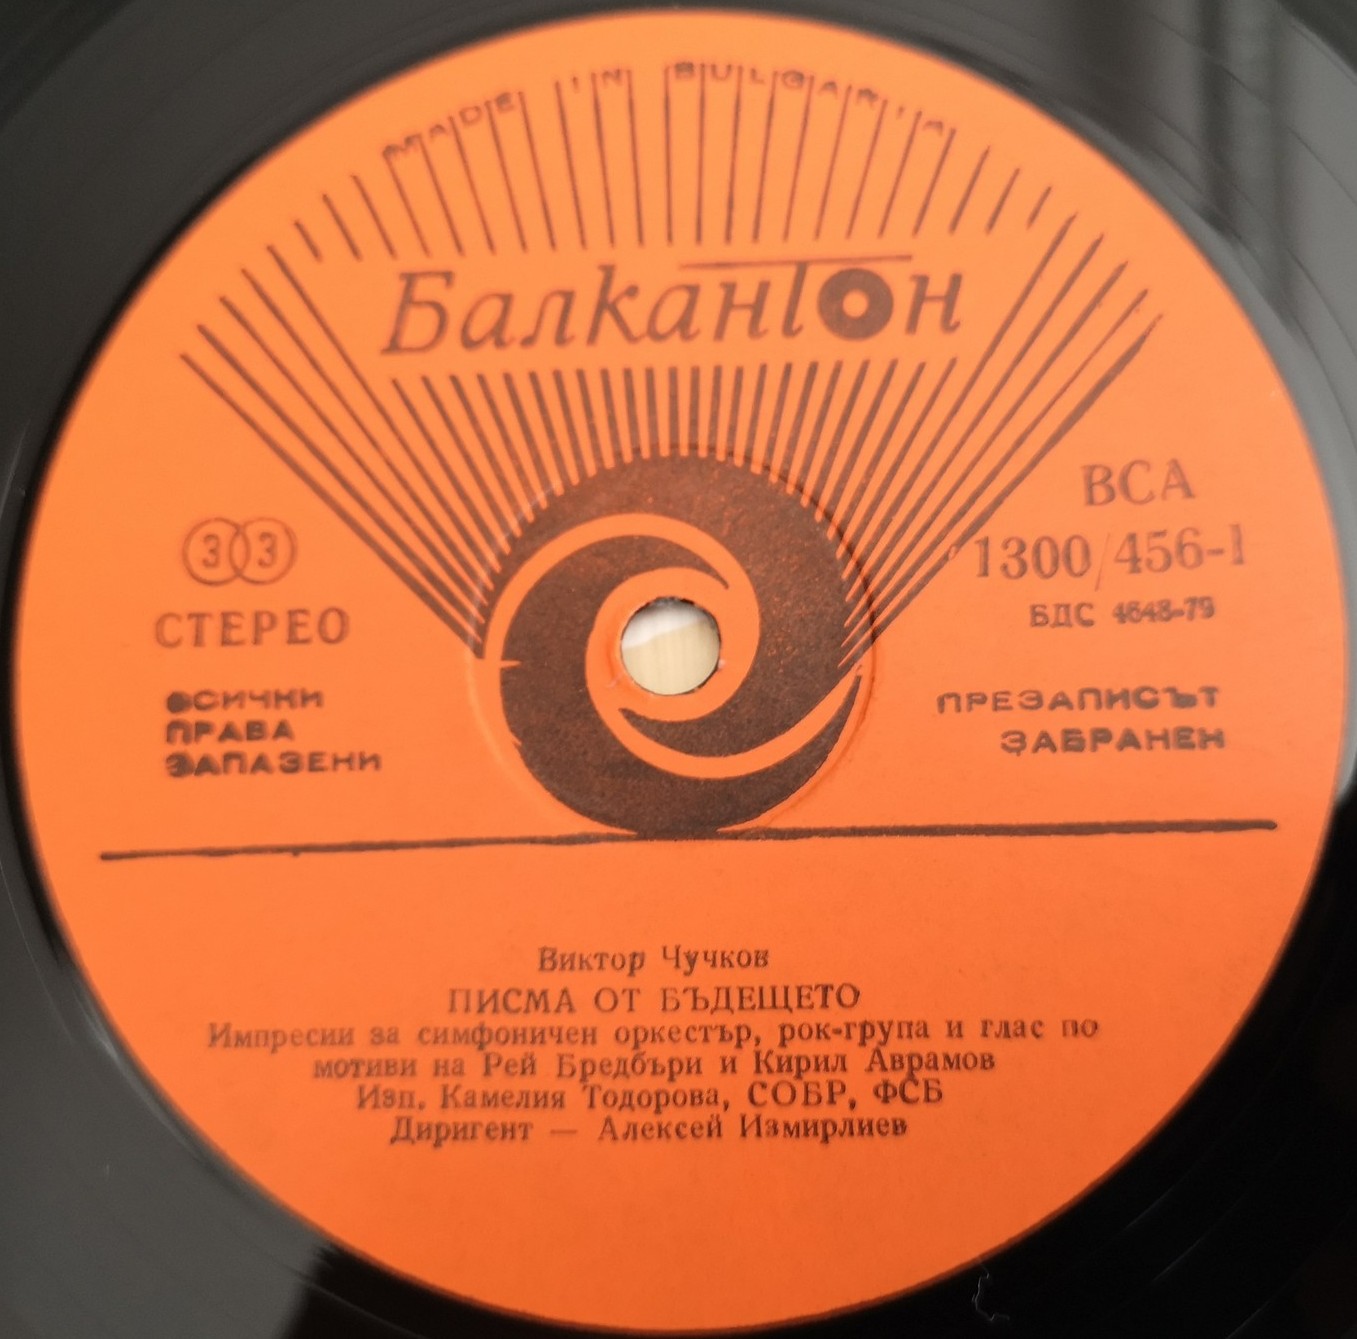 MADE IN BULGARIA
Балкантон
33
СТЕРЕО
ВСИЧКИ
ПРАВА
ЗАПАЗЕНИ
ВСА
1300/456-1
БДС 4648-79
ПРЕЗАПИСЪТ
ЗАБРАНЕН
Виктор Чучков
ПИСМА ОТ БЪДЕЩЕТО
Импресии за симфоничен оркестър, рок-група и глас по
мотиви на Рей Бредбъри и Кирил Аврамов
Изп. Камелия Тодорова, СОБР, ФСБ
Диригент — Алексей Измирлиев